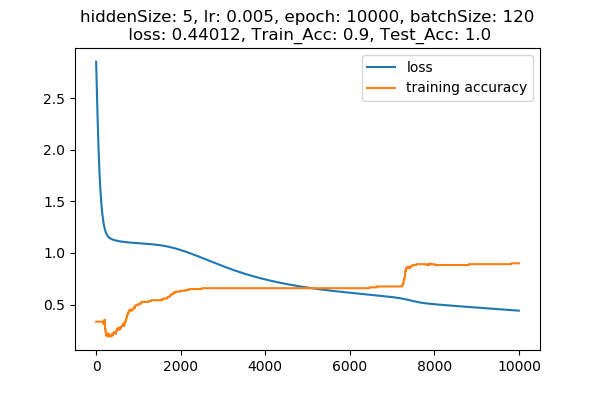 hiddenSize: 5, lr: 0.005, epoch: 10000, batchSize: 120
loss: 0.44012, Train_Acc: 0.9, Test_Acc: 1.0
loss
training accuracy
2.5
2.0
1.5
1.0
0.5
0 2000 4000 6000 8000 10000